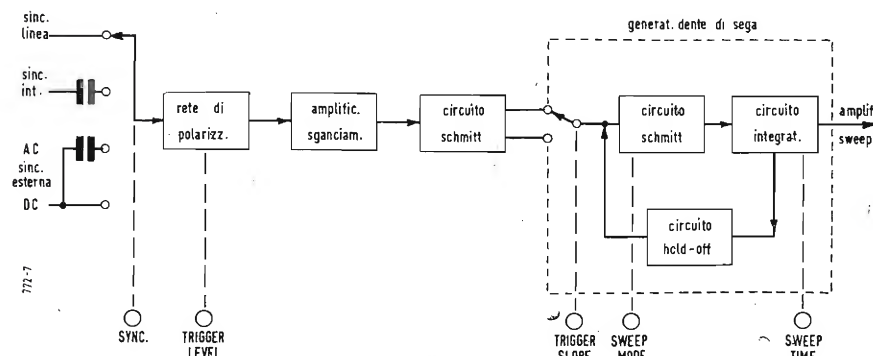 sinc.
linea
sinc.
int.
AC
sinc.
esterna
DC
rete di
polarizz.
amplific.
sganciam.
circuito
schmitt
generat. dente di sega
circuito
schmitt
circuito
integrat.
amplif
sweep
circuito
hold-off
772-7
SYNC.
TRIGGER
LEVEL
TRIGGER
SLOPE
SWEEP
MODE
SWEEP
TIME